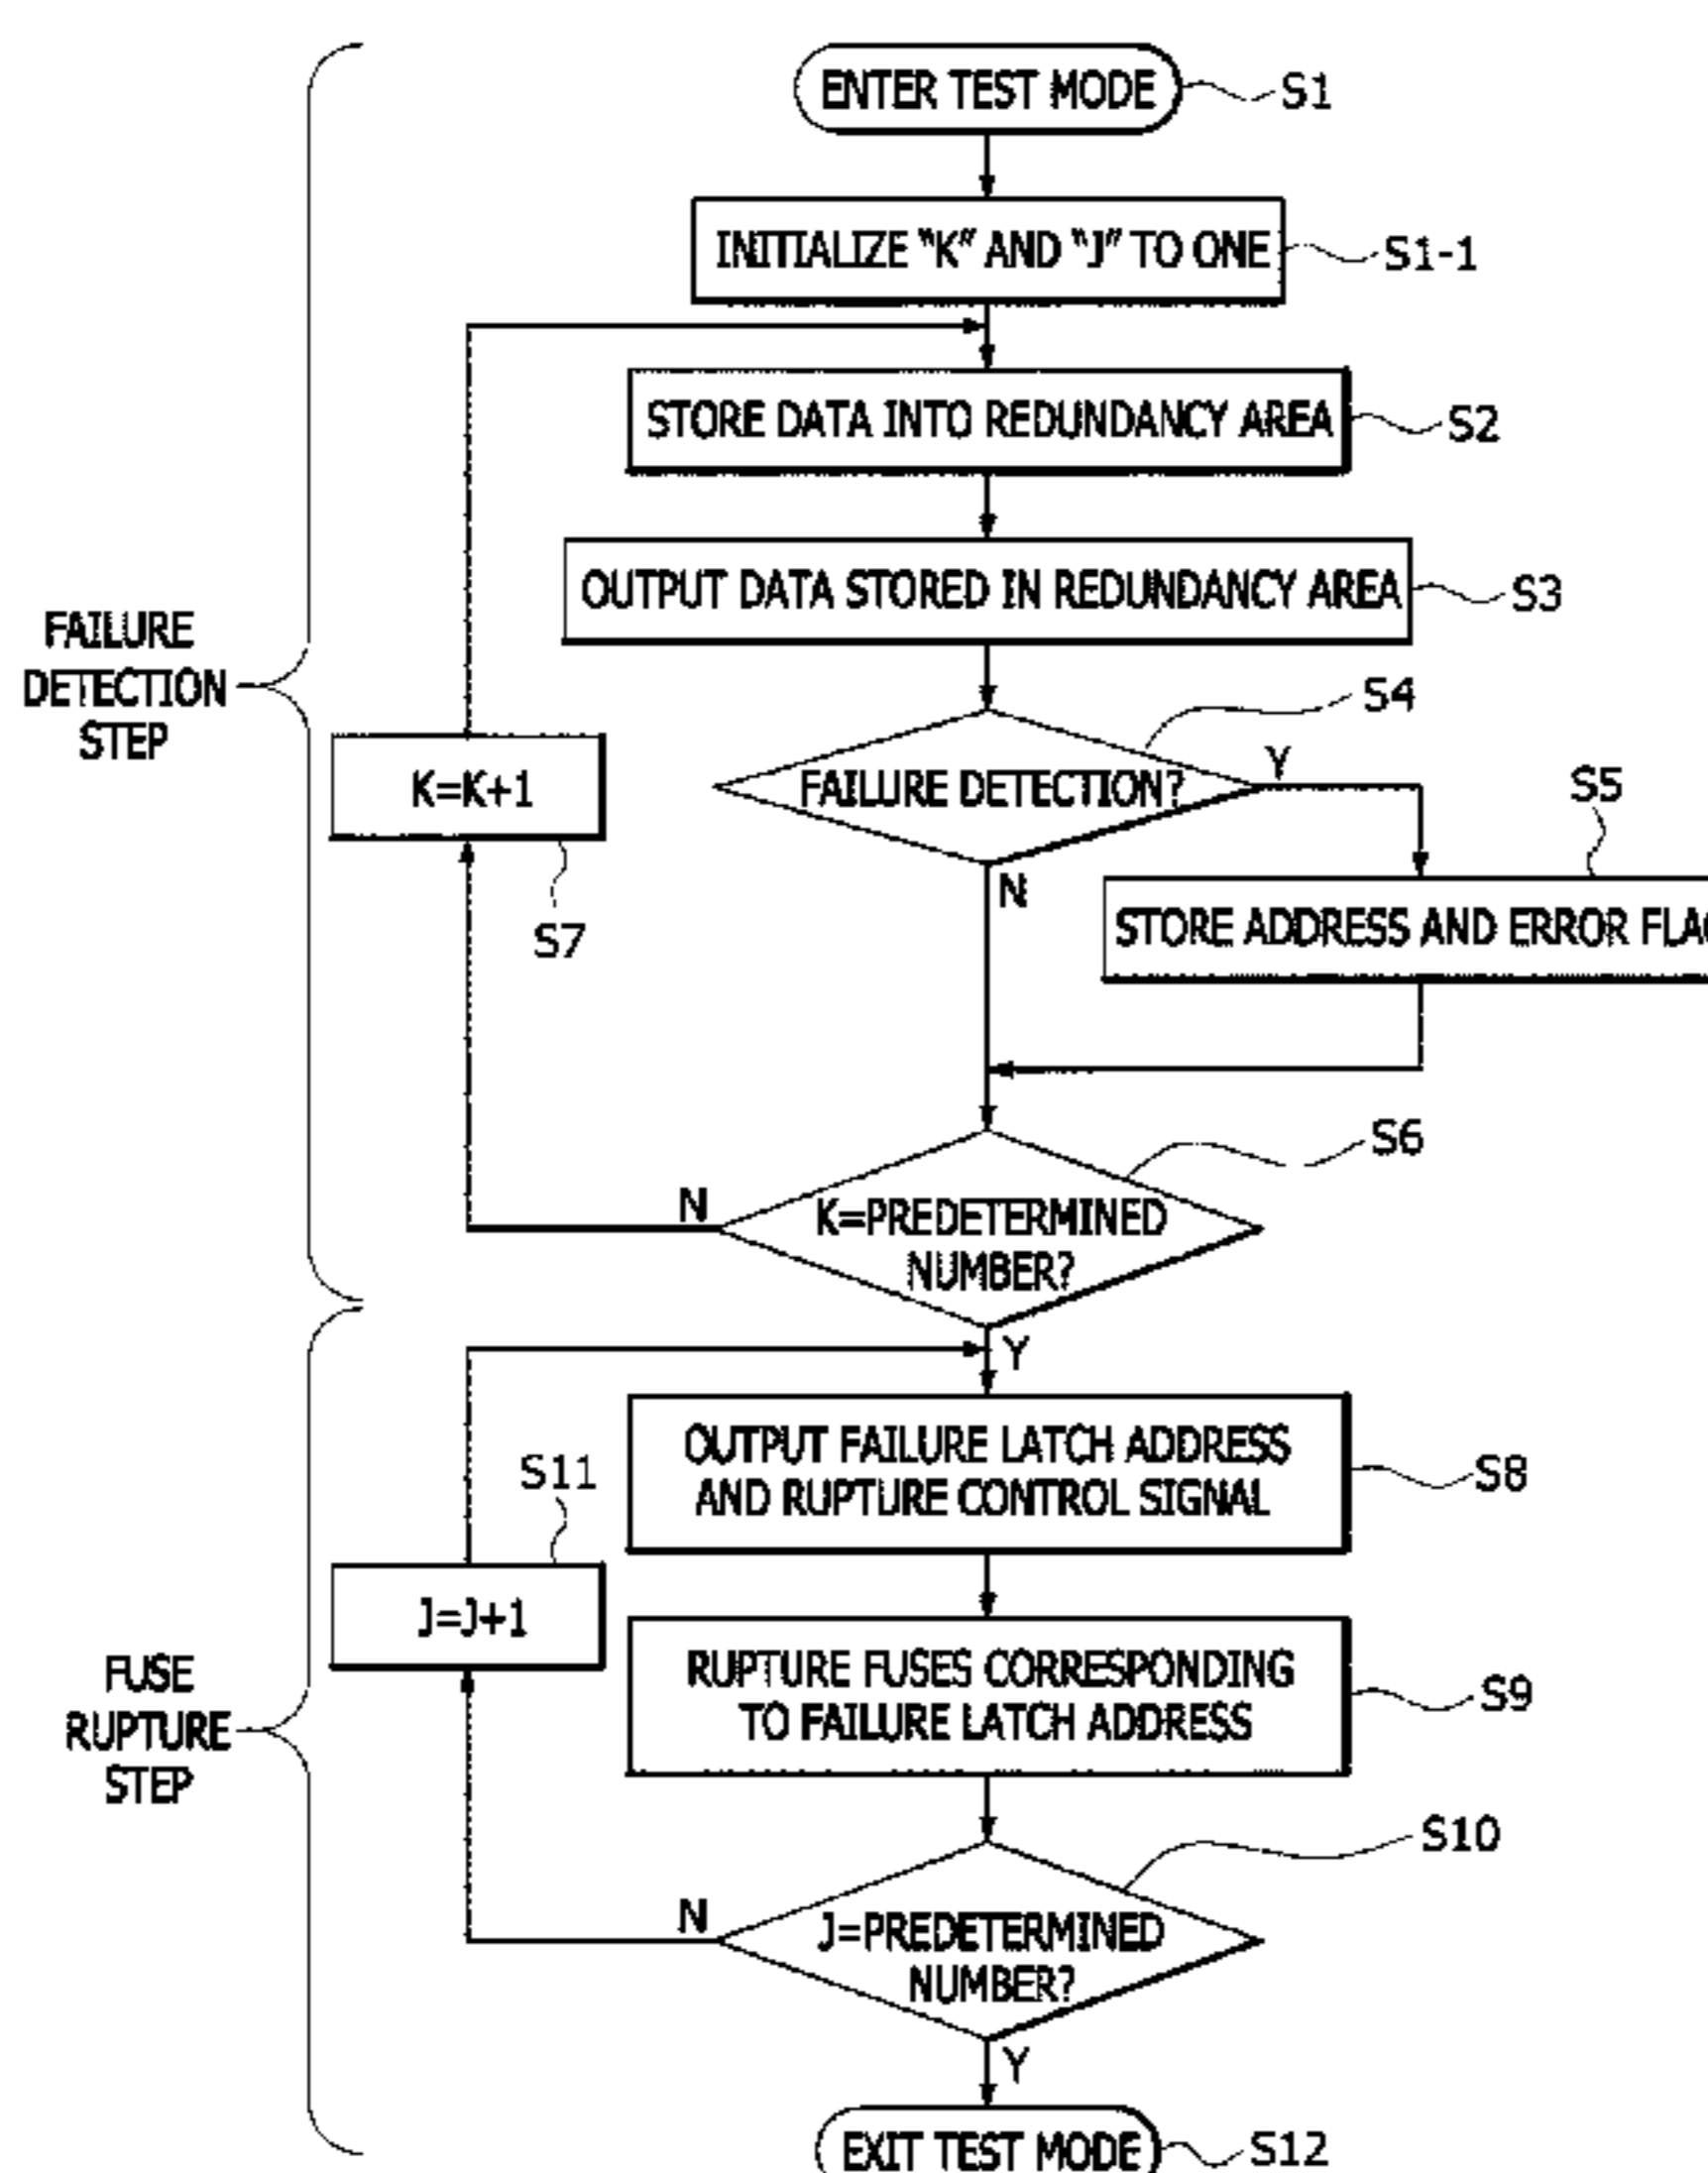 ENTER TEST MODE
S1
INITIALIZE "K" AND "J" TO ONE
S1-1
STORE DATA INTO REDUNDANCY AREA
S2
OUTPUT DATA STORED IN REDUNDANCY AREA
S3
FAILURE
DETECTION
STEP
S4
FAILURE DETECTION?
Y
N
S5
STORE ADDRESS AND ERROR
K=K+1
S7
S6
K=PREDETERMINED
NUMBER?
N
Y
OUTPUT FAILURE LATCH ADDRESS
AND RUPTURE CONTROL SIGNAL
S8
S11
J=J+1
RUPTURE FUSES CORRESPONDING
TO FAILURE LATCH ADDRESS
S9
FUSE
RUPTURE
STEP
S10
J=PREDETERMINED
NUMBER?
N
Y
EXIT TEST MODE
S12